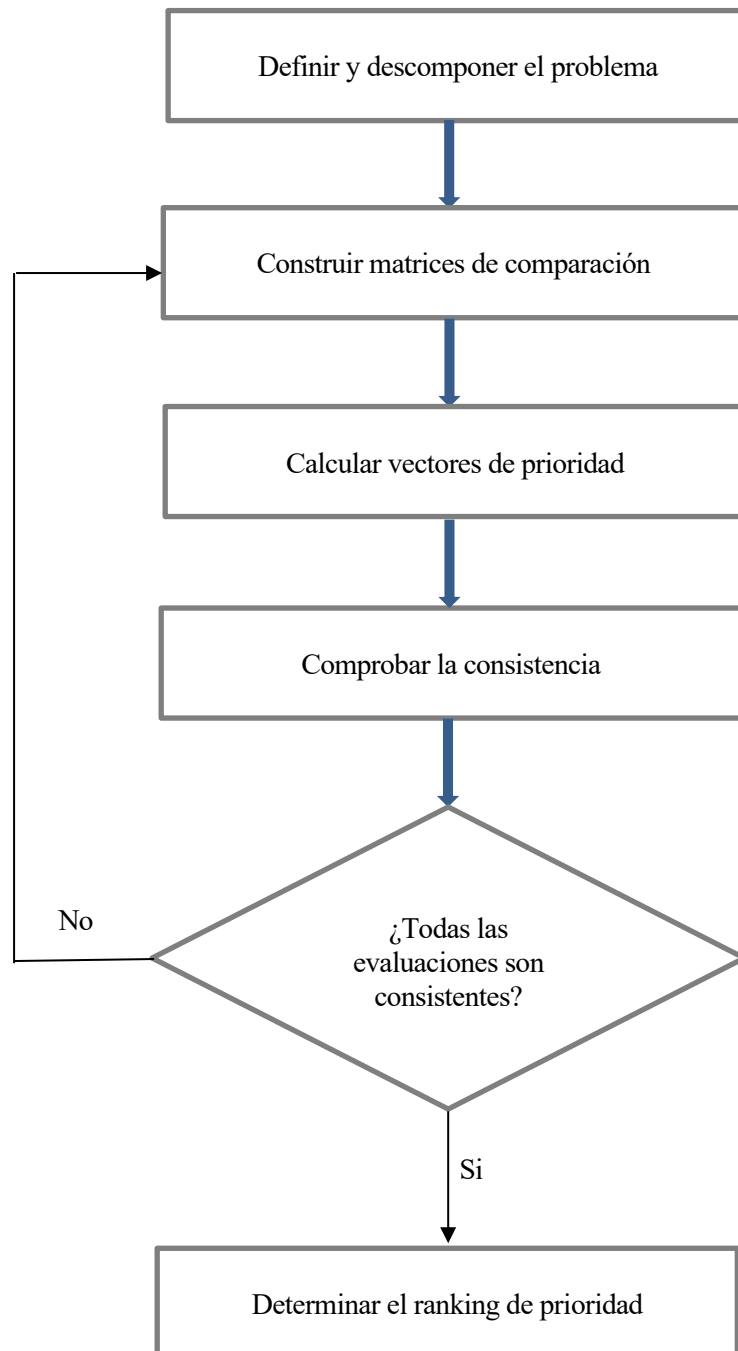 Definir y descomponer el problema
Construir matrices de comparación
Calcular vectores de prioridad
Comprobar la consistencia
¿Todas las
evaluaciones son
consistentes?
No
Si
Determinar el ranking de prioridad